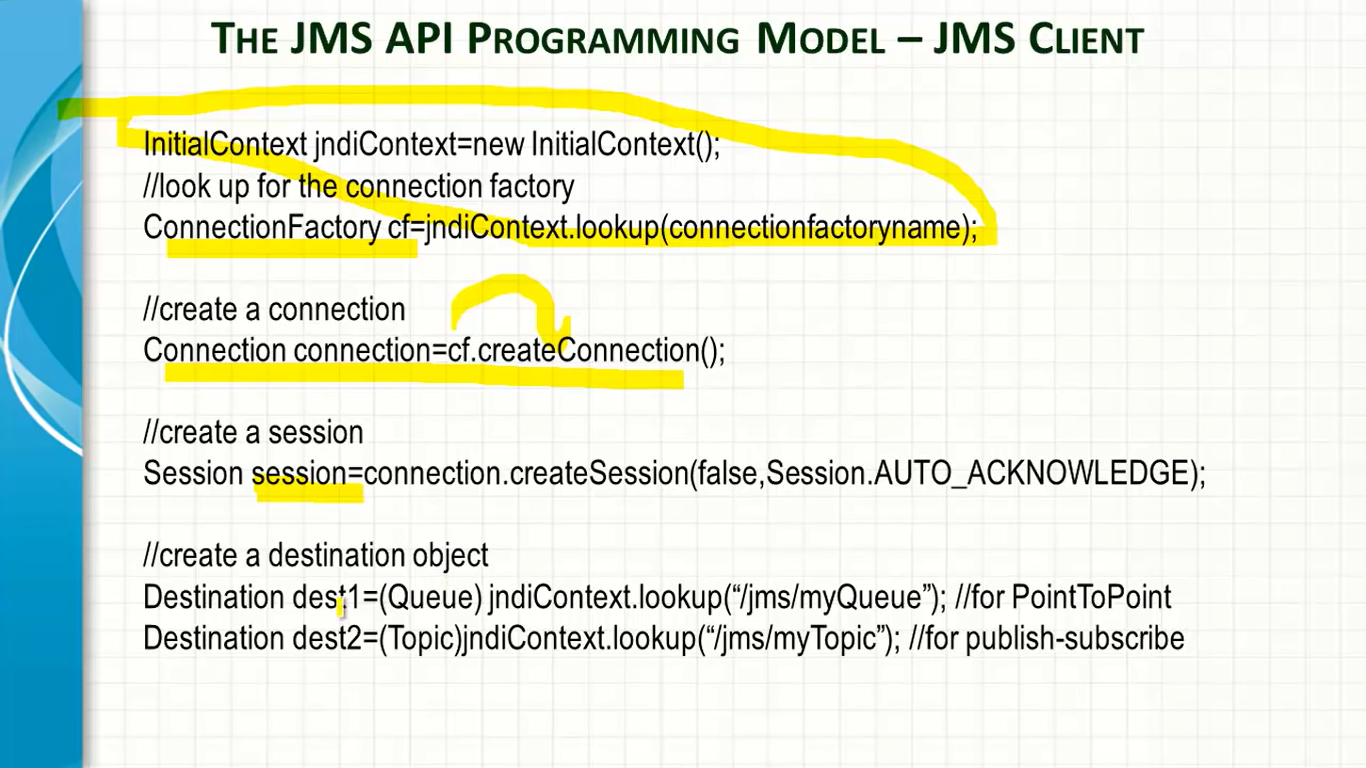 THE JMS API PROGRAMMING MODEL – JMS CLIENT
InitialContext jndiContext=new InitialContext();
//look up for the connection factory
ConnectionFactory cf=jndiContext.lookup(connectionfactoryname);
//create a connection
Connection connection=cf.createConnection();
//create a session
Session session=connection.createSession(false,Session.AUTO_ACKNOWLEDGE);
//create a destination object
Destination dest1=(Queue) jndiContext.lookup(“/jms/myQueue”); //for PointToPoint
Destination dest2=(Topic)jndiContext.lookup(“/jms/myTopic”); //for publish-subscribe